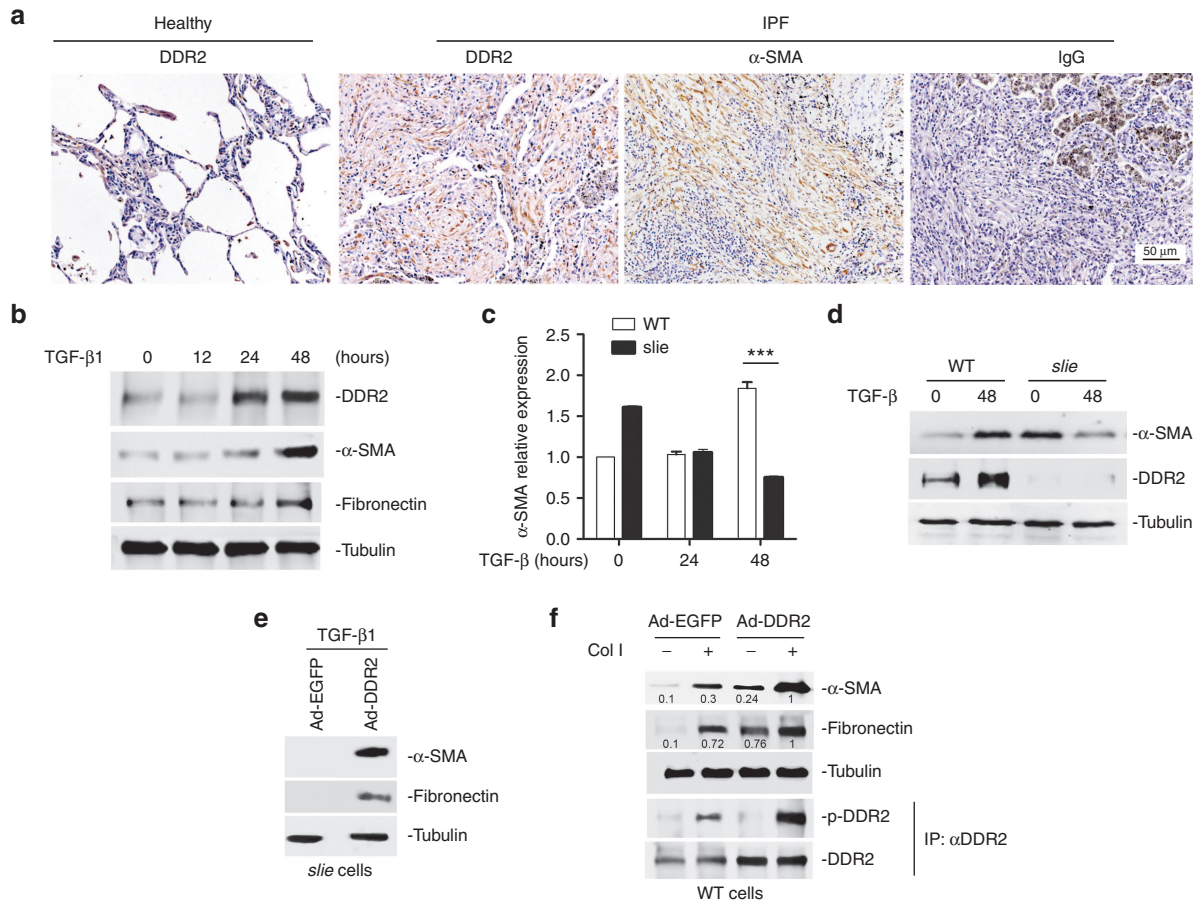 a
Healthy
IPF
DDR2
DDR2
α-SMA
IgG
50 μm
b
TGF-β1 0 12 24 48 (hours)
-DDR2
-α-SMA
-Fibronectin
-Tubulin
c
WT
slie
α-SMA relative expression
2.5
2.0
1.5
1.0
0.5
0.0
***
TGF-β (hours) 0 24 48
d
WT slie
TGF-β 0 48 0 48
-α-SMA
-DDR2
-Tubulin
e
TGF-β1
Ad-EGFP
Ad-DDR2
-α-SMA
-Fibronectin
-Tubulin
slie cells
f
Ad-EGFP Ad-DDR2
Col I – + – +
-α-SMA
0.1 0.3 0.24 1
-Fibronectin
0.1 0.72 0.76 1
-Tubulin
-p-DDR2
-DDR2
IP: αDDR2
WT cells